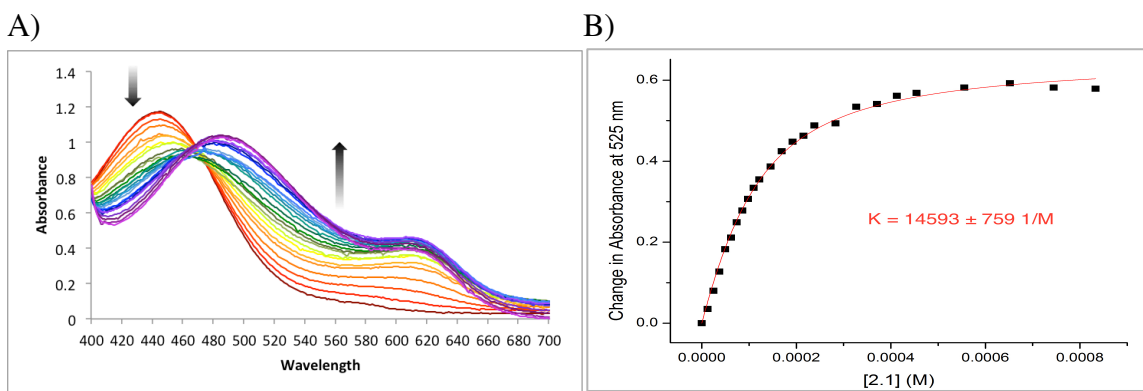 A)
B)
Absorbance
1.4
1.2
1
0.8
0.6
0.4
0.2
0
400 420 440 460 480 500 520 540 560 580 600 620 640 660 680 700
Wavelength
Change in Absorbance at 525 nm
0.6
0.4
0.2
0.0
K = 14593 ± 759 1/M
0.0000 0.0002 0.0004 0.0006 0.0008
[2.1] (M)